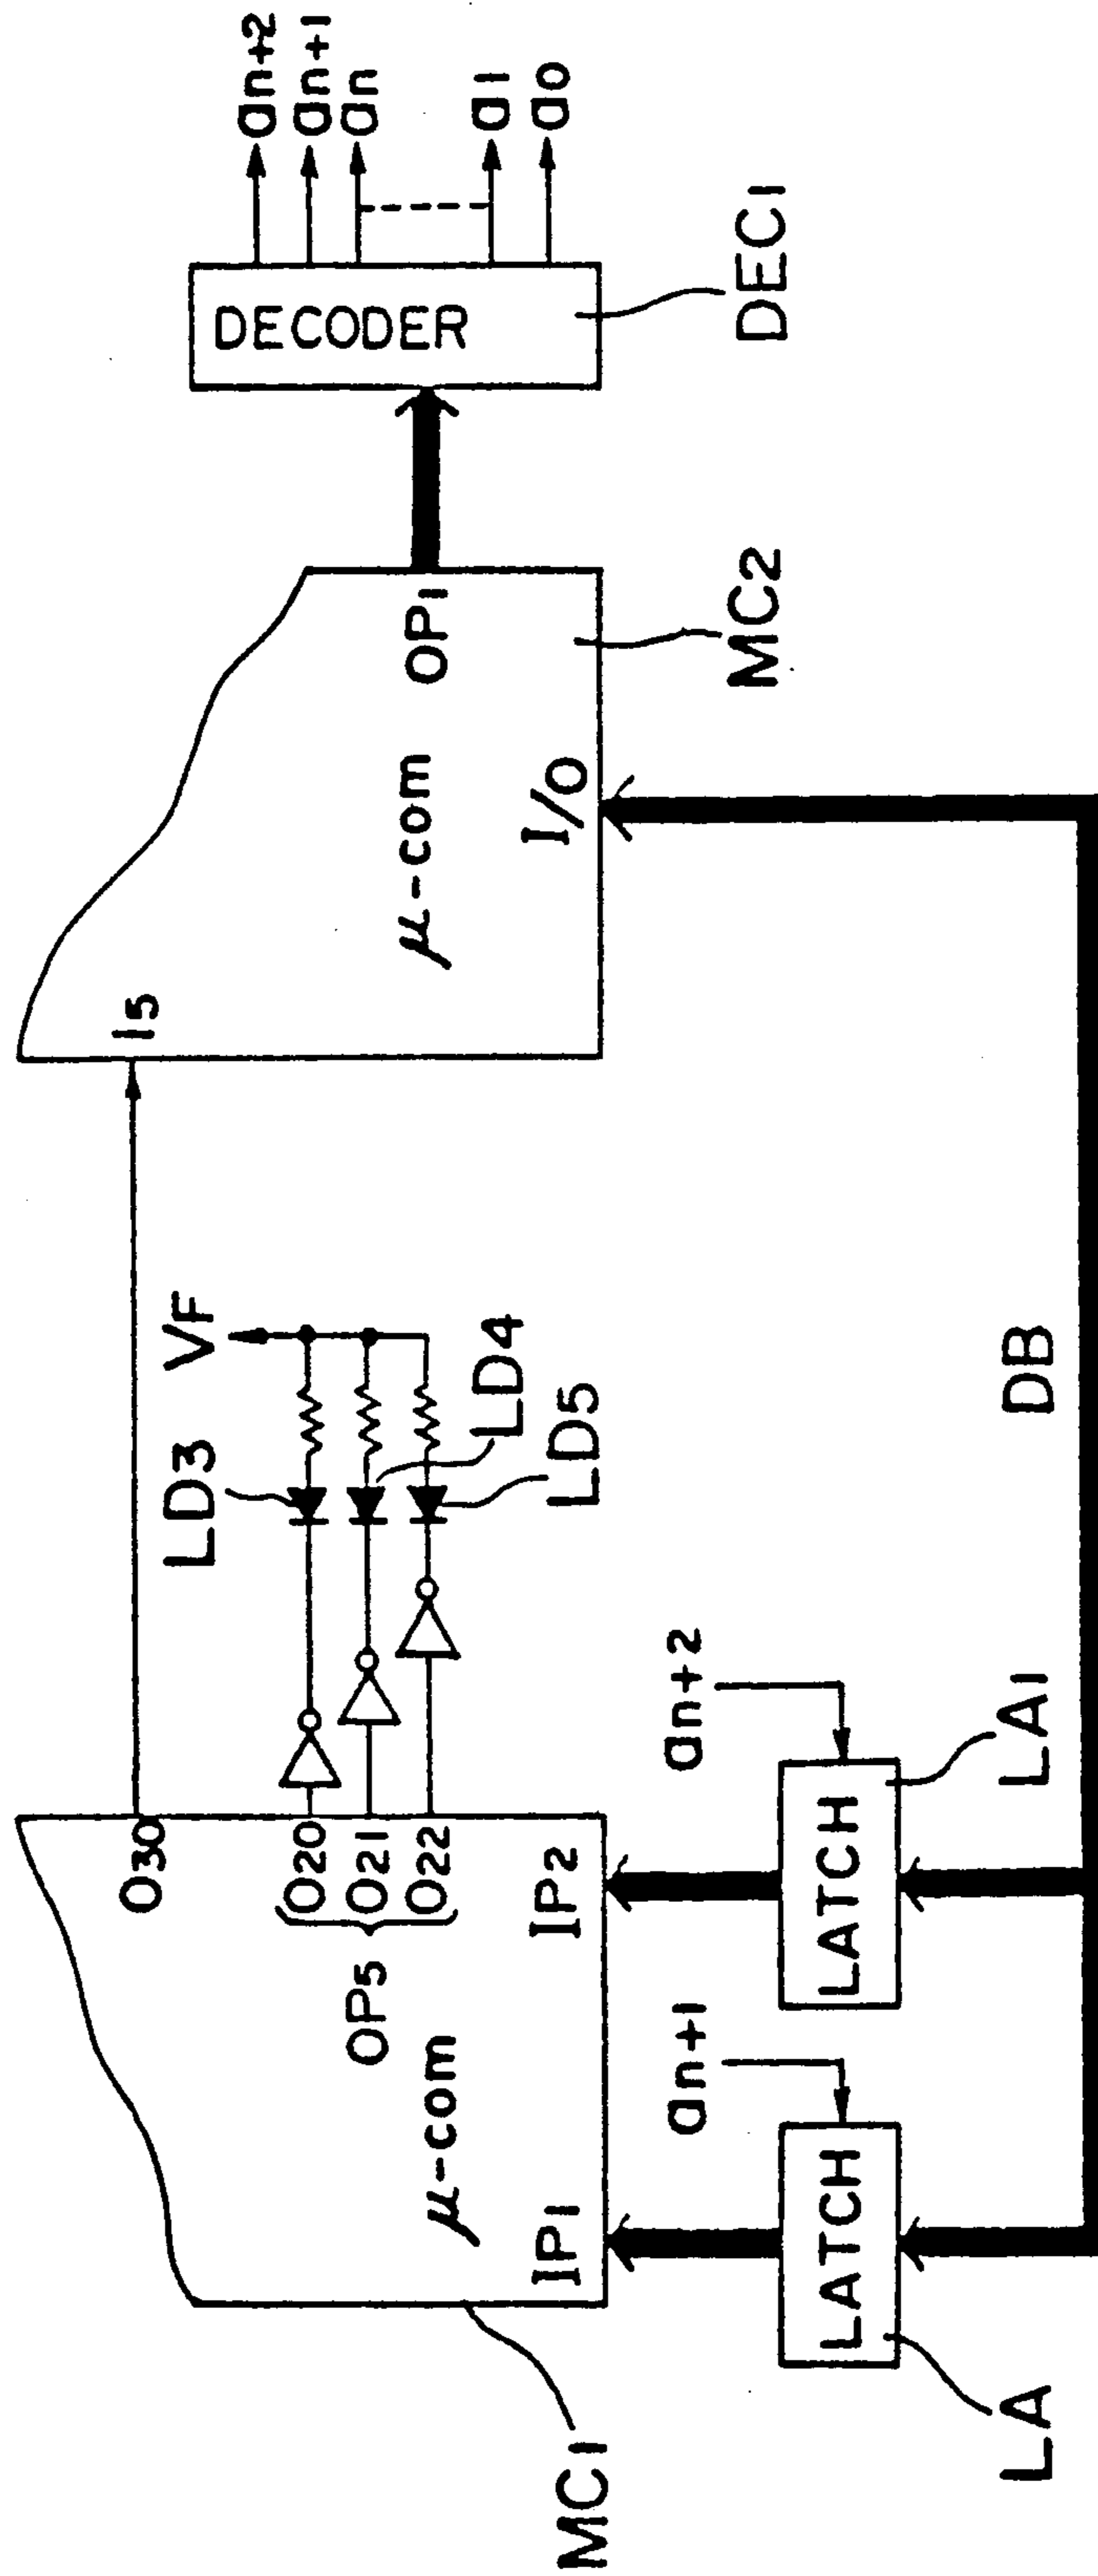 O30
I5
an+2
an+1
an
a1
a0
DECODER
DEC1
VF
LD3
LD4
LD5
O20
O21
O22
OP5
μ-com
IP1
IP2
MC1
μ-com
OP1
I/O
MC2
an+1
an+2
LATCH
LATCH
LA
LA1
DB